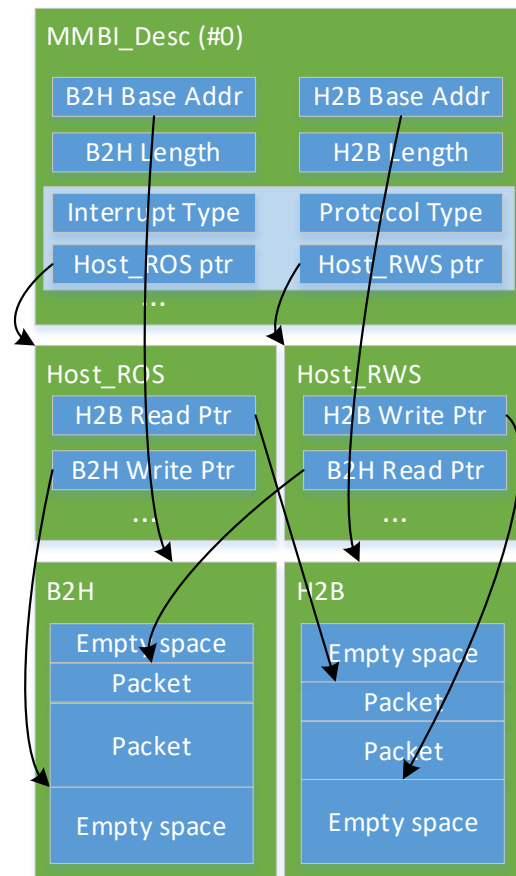 MMBI_Desc (#0)
B2H Base Addr
H2B Base Addr
B2H Length
H2B Length
Interrupt Type
Protocol Type
Host_ROS ptr
Host_RWS ptr
...
Host_ROS
H2B Read Ptr
B2H Write Ptr
...
Host_RWS
H2B Write Ptr
B2H Read Ptr
...
B2H
Empty space
Packet
Packet
Empty space
H2B
Empty space
Packet
Packet
Empty space